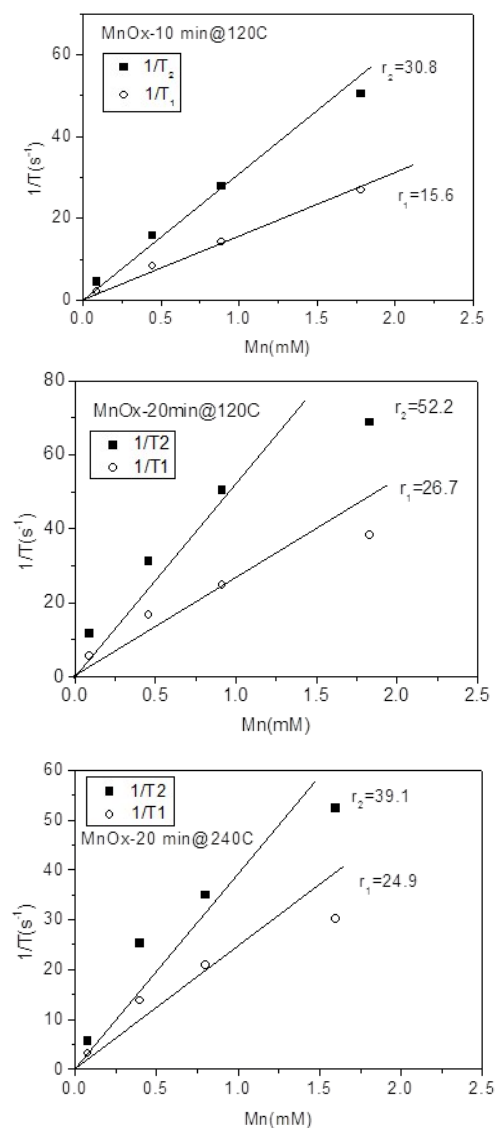 MnOx-10 min@120C
1/T₂
1/T₁
r₂=30.8
r₁=15.6
60
40
20
0
0.0 0.5 1.0 1.5 2.0 2.5
1/T(s⁻¹)
Mn(mM)
MnOx-20min@120C
1/T2
1/T1
r₂=52.2
r₁=26.7
80
60
40
20
0
0.0 0.5 1.0 1.5 2.0 2.5
1/T(s⁻¹)
Mn(mM)
1/T2
1/T1
MnOx-20 min@240C
r₂=39.1
r₁=24.9
60
50
40
30
20
10
0
0.0 0.5 1.0 1.5 2.0 2.5
1/T(s⁻¹)
Mn(mM)